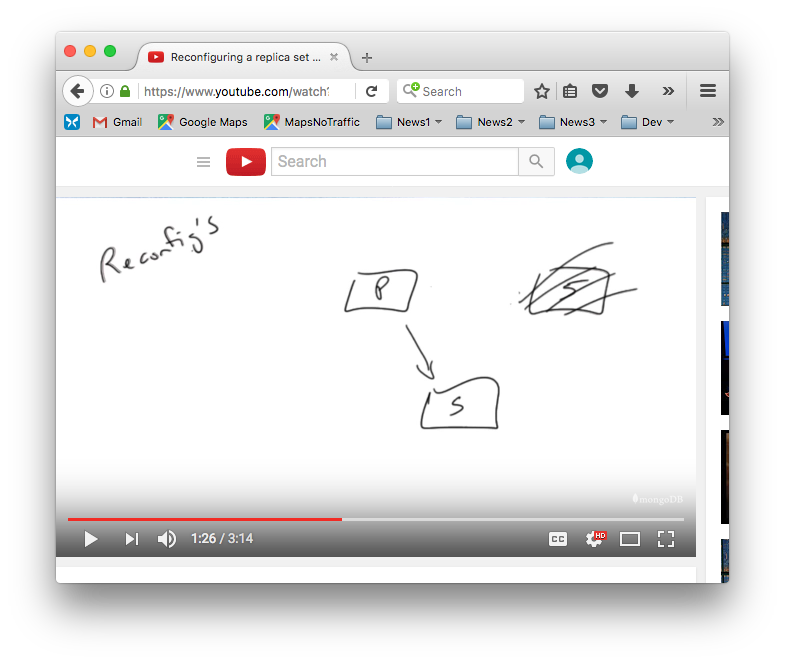 Reconfiguring a replica set ...
https://www.youtube.com/watch?
Search
Gmail
Google Maps
MapsNoTraffic
News1
News2
News3
Dev
Search
Reconfig's
P
S
S
mongoDB
1:26 / 3:14
CC
HD